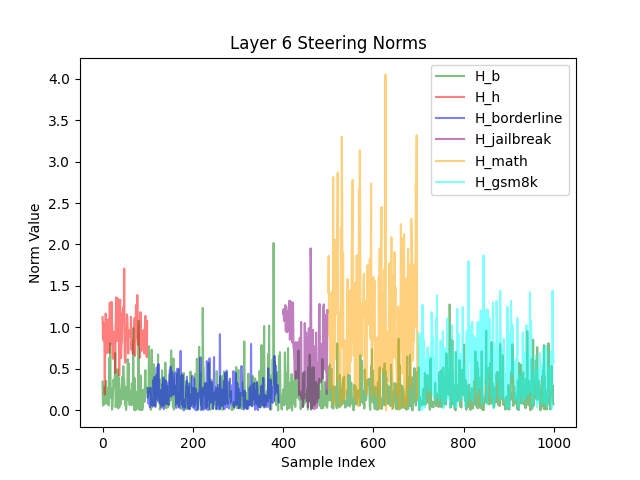 Layer 6 Steering Norms
Norm Value
4.0
3.5
3.0
2.5
2.0
1.5
1.0
0.5
0.0
H_b
H_h
H_borderline
H_jailbreak
H_math
H_gsm8k
0
200
400
600
800
1000
Sample Index